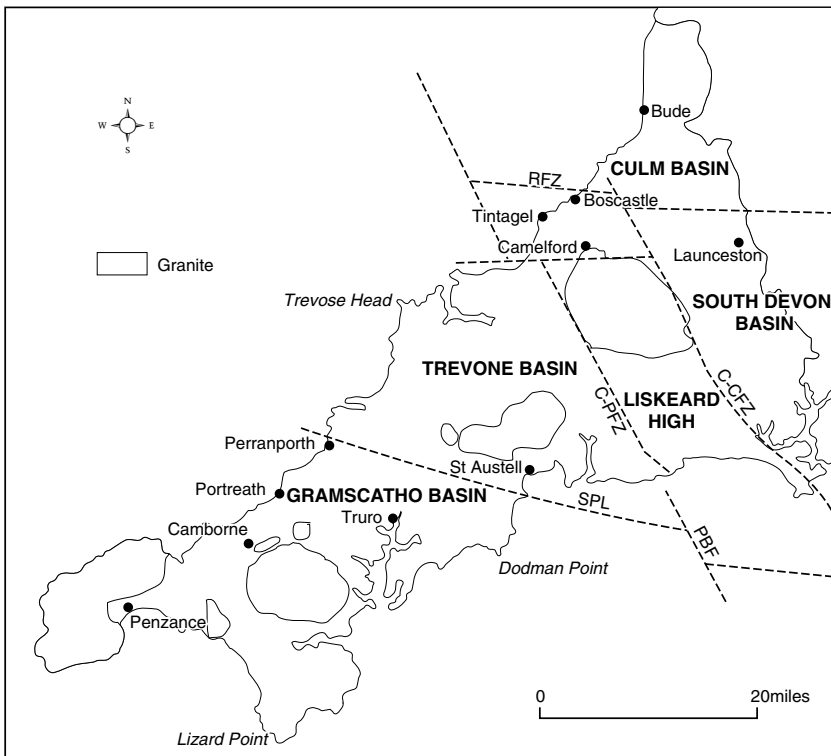 N
W E
S
Bude
CULM BASIN
RFZ
Boscastle
Tintagel
Camelford
Launceston
Granite
Trevose Head
SOUTH DEVON
BASIN
TREVONE BASIN
C-CFZ
C-PFZ
LISKEARD
HIGH
Perranporth
St Austell
Portreath
GRAMSCATHO BASIN
SPL
Truro
Camborne
PBF
Dodman Point
Penzance
0 20miles
Lizard Point